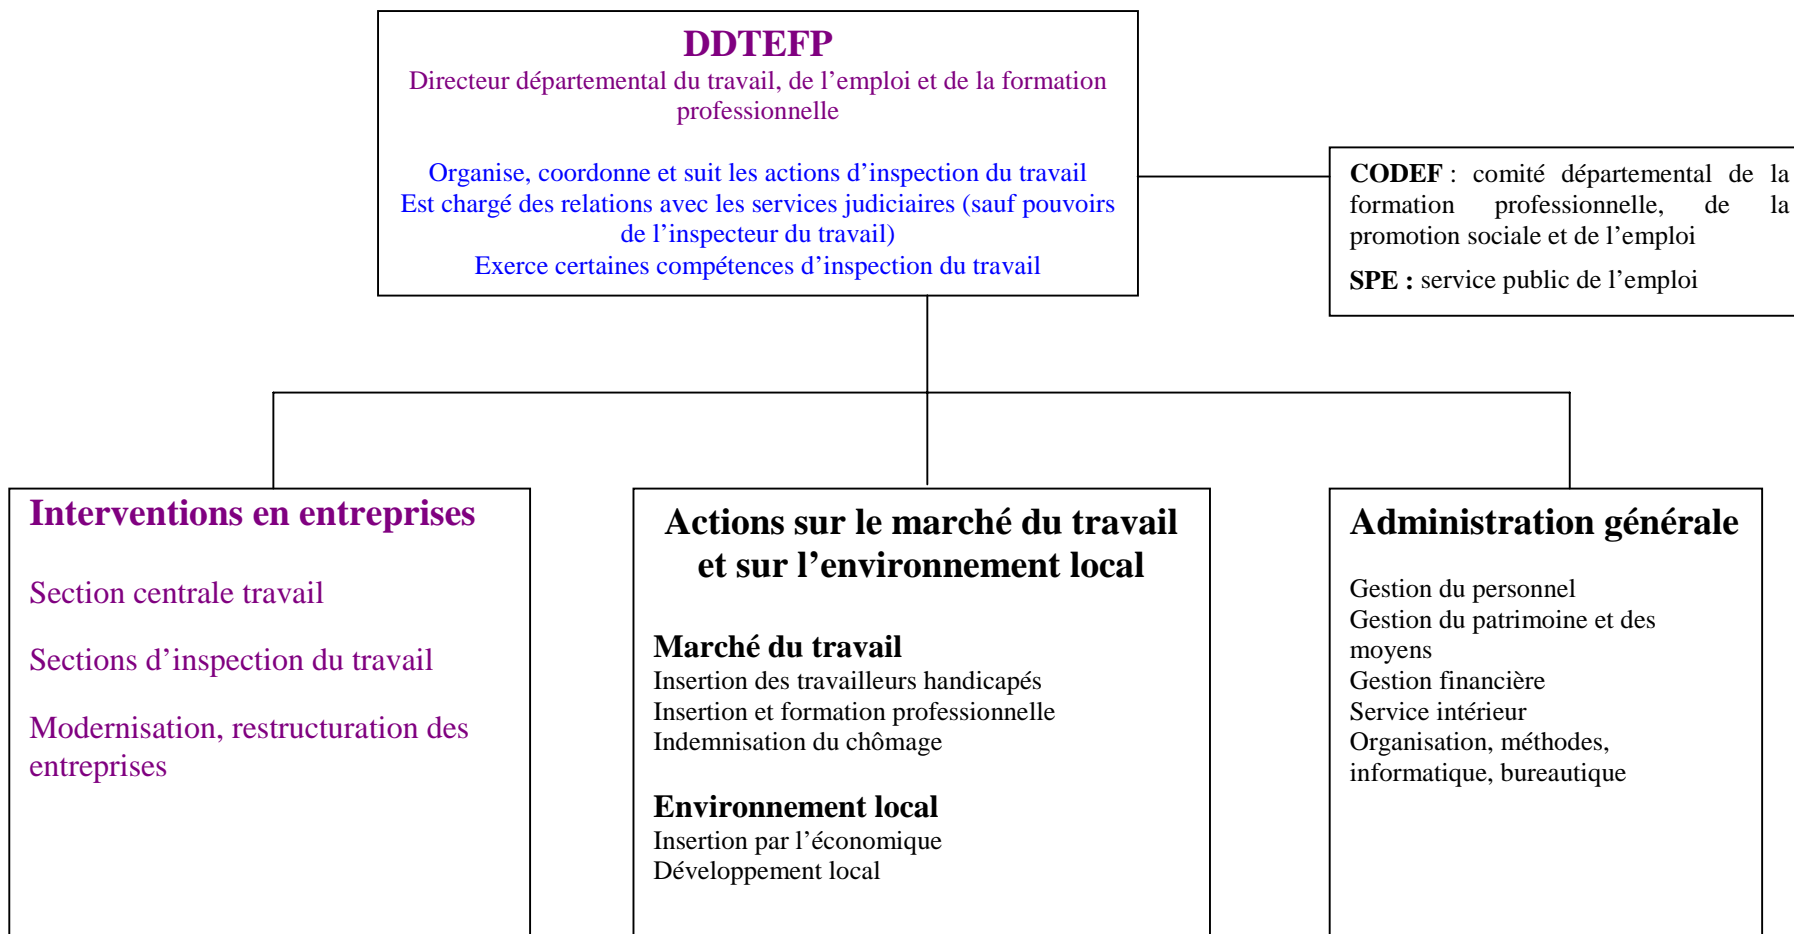 DDTEFP
Directeur départemental du travail, de l’emploi et de la formation
professionnelle
Organise, coordonne et suit les actions d’inspection du travail
Est chargé des relations avec les services judiciaires (sauf pouvoirs
de l’inspecteur du travail)
Exerce certaines compétences d’inspection du travail
CODEF : comité départemental de la
formation professionnelle, de la
promotion sociale et de l’emploi
SPE : service public de l’emploi
Interventions en entreprises
Section centrale travail
Sections d’inspection du travail
Modernisation, restructuration des
entreprises
Actions sur le marché du travail
et sur l’environnement local
Marché du travail
Insertion des travailleurs handicapés
Insertion et formation professionnelle
Indemnisation du chômage
Environnement local
Insertion par l’économique
Développement local
Administration générale
Gestion du personnel
Gestion du patrimoine et des
moyens
Gestion financière
Service intérieur
Organisation, méthodes,
informatique, bureautique